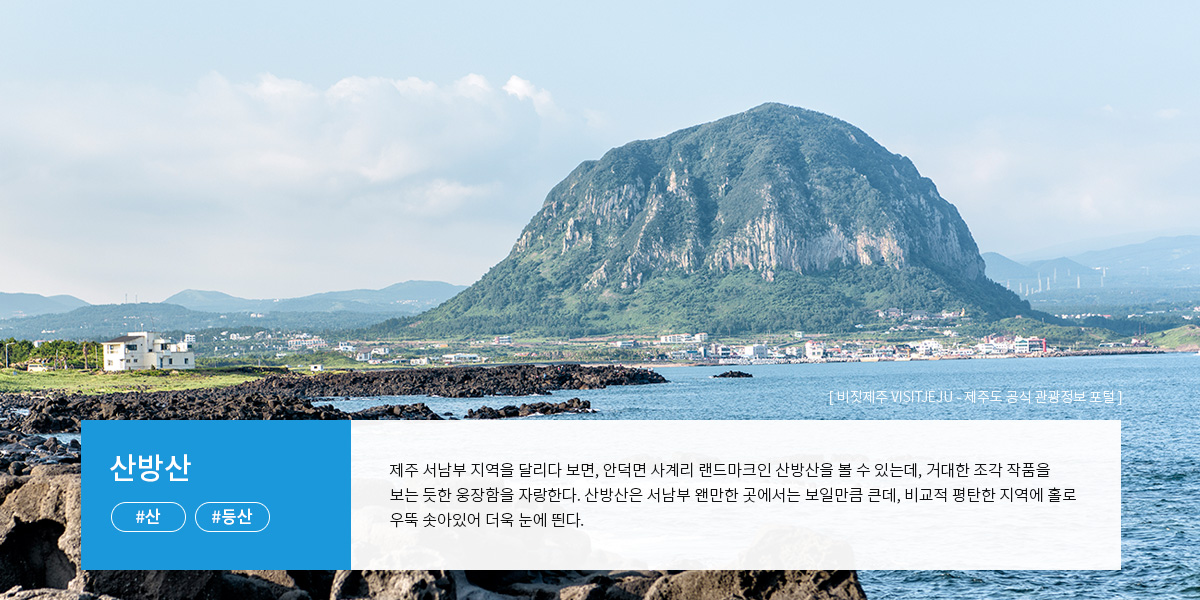 [ 비짓제주 VISITJEJU - 제주도 공식 관광정보 포털 ]
산방산
#산 #등산
제주 서남부 지역을 달리다 보면, 안덕면 사계리 랜드마크인 산방산을 볼 수 있는데, 거대한 조각 작품을
보는 듯한 웅장함을 자랑한다. 산방산은 서남부 왠만한 곳에서는 보일만큼 큰데, 비교적 평탄한 지역에 홀로
우뚝 솟아있어 더욱 눈에 띈다.